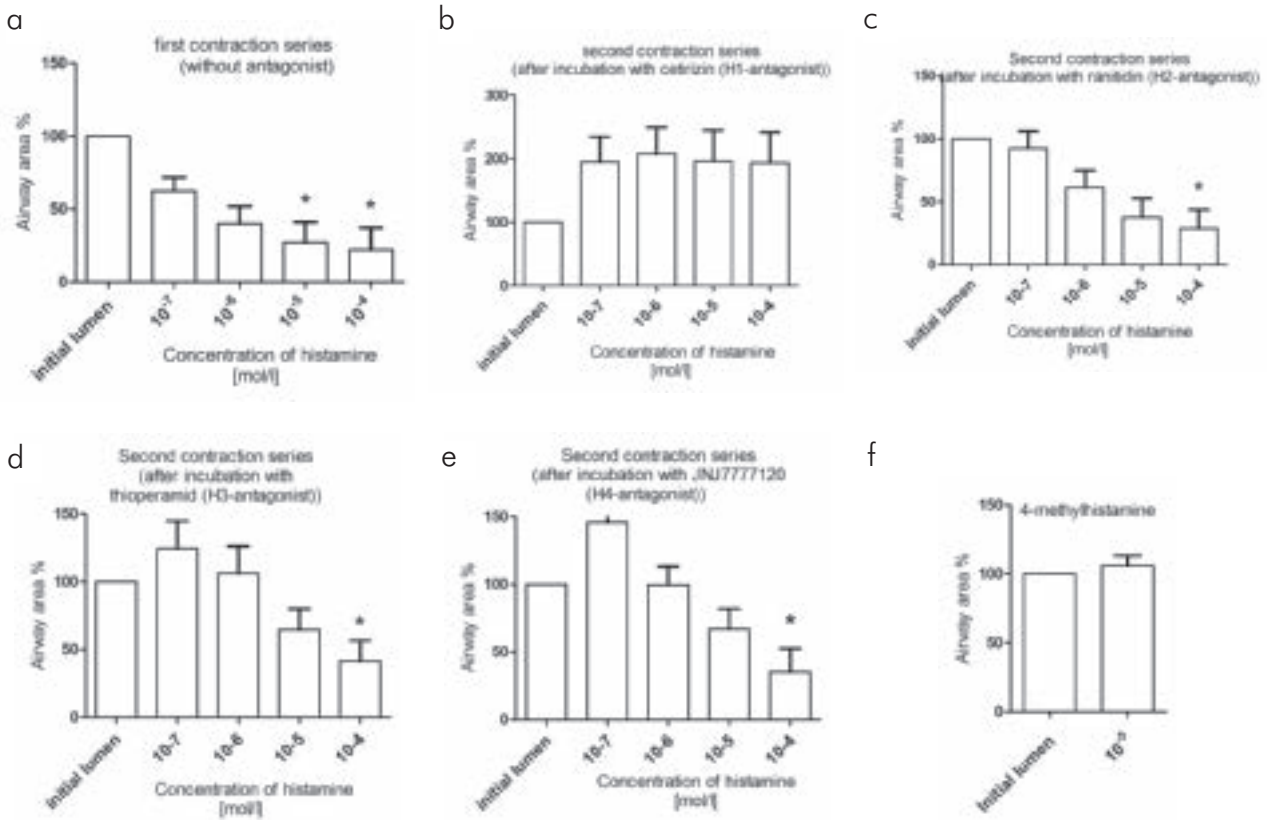 a
first contraction series
(without antagonist)
150
100
50
0
Airway area %
initial lumen
10-7
10-6
10-5
10-4
*
*
Concentration of histamine
[mol/l]
b
second contraction series
(after incubation with cetrizin (H1-antagonist))
300
200
100
0
Airway area %
initial lumen
10-7
10-6
10-5
10-4
Concentration of histamine
[mol/l]
c
Second contraction series
(after incubation with ranitidin (H2-antagonist))
150
100
50
0
Airway area %
initial lumen
10-7
10-6
10-5
10-4
*
Concentration of histamine
[mol/l]
d
Second contraction series
(after incubation with
thioperamid (H3-antagonist))
150
100
50
0
Airway area %
initial lumen
10-7
10-6
10-5
10-4
*
Concentration of histamine
[mol/l]
e
Second contraction series
(after incubation with JNJ7777120
(H4-antagonist))
150
100
50
0
Airway area %
initial lumen
10-7
10-6
10-5
10-4
*
Concentration of histamine
[mol/l]
f
4-methylhistamine
150
100
50
0
Airway area %
initial lumen
10-5